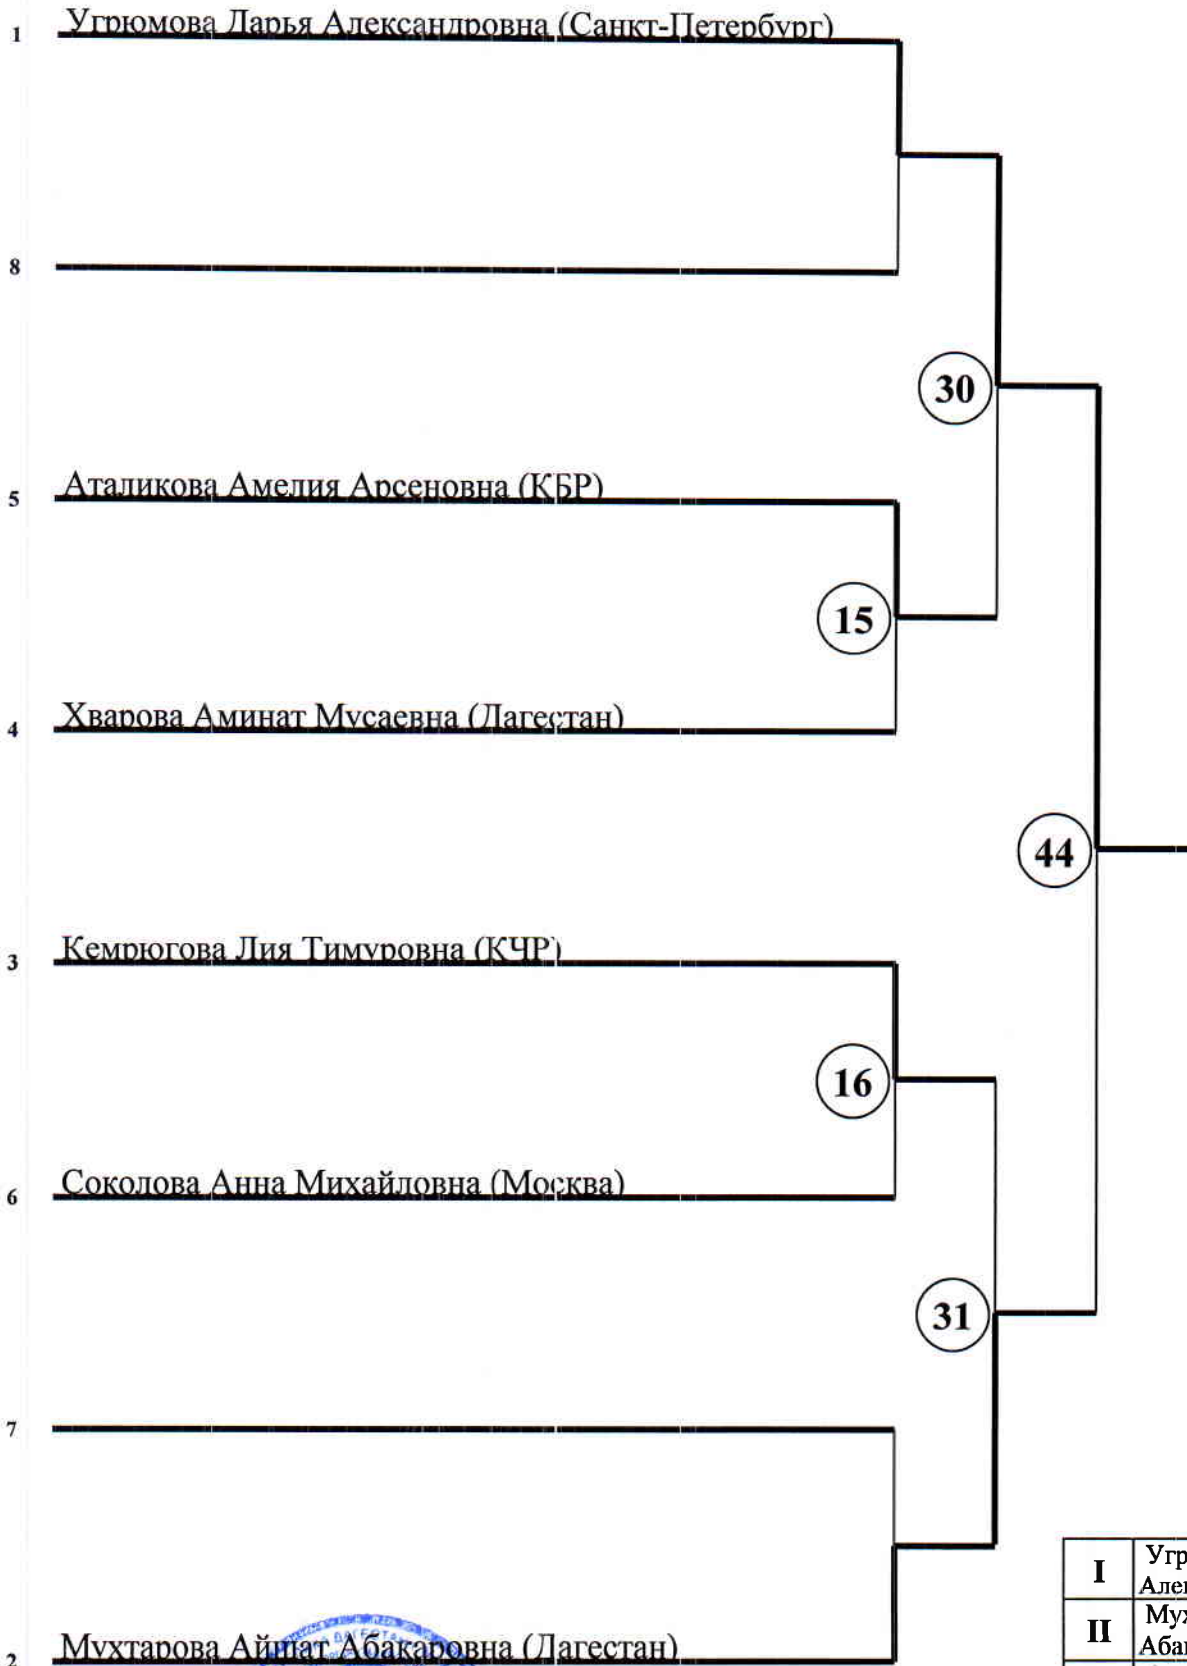 1 Угрюмова Дарья Александровна (Санкт-Петербург)
8
30
5 Аталикова Амелия Арсеновна (КБР)
15
4 Хварова Аминат Мусаевна (Дагестан)
44
3 Кемрюгова Лия Тимуровна (КЧР)
16
6 Соколова Анна Михайловна (Москва)
31
7
I Угр
Алек
II Мух
Абак
2 Мухтарова Айшат Абакаровна (Дагестан)